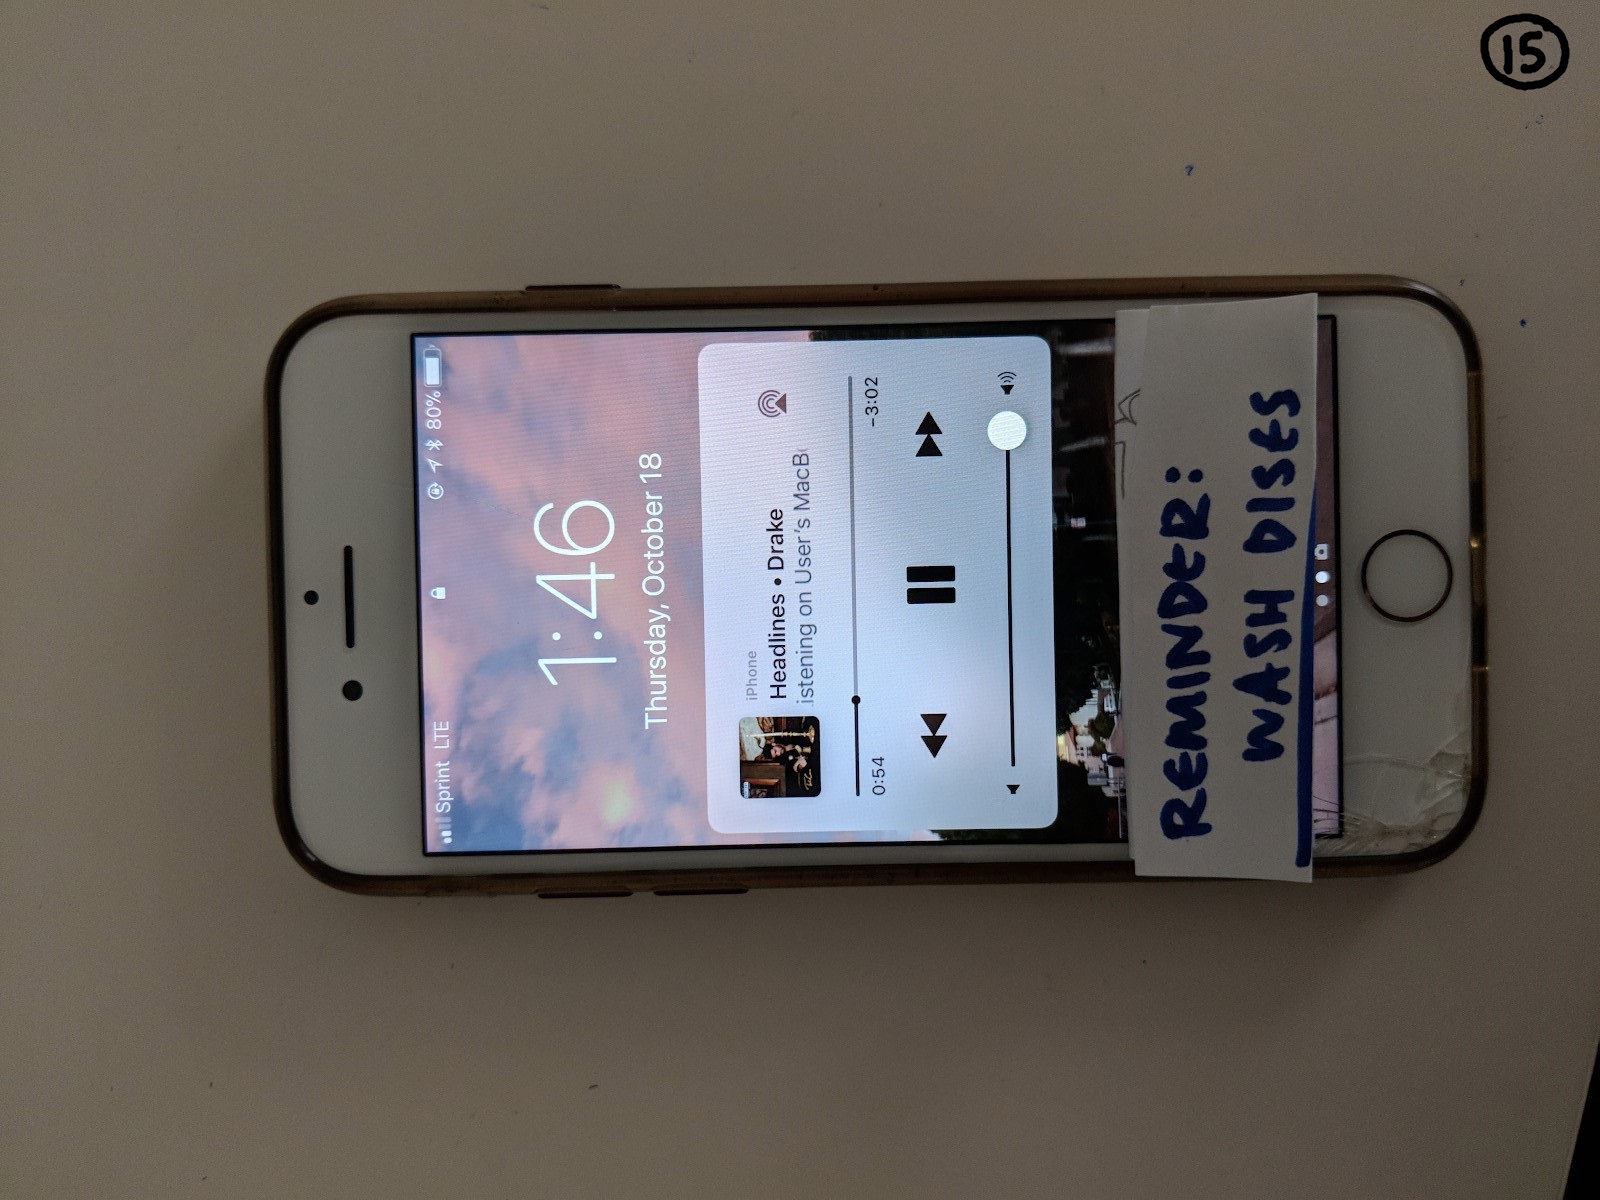 15
Sprint LTE
80%
1:46
Thursday, October 18
iPhone
Headlines • Drake
istening on User's MacB
0:54
-3:02
REMINDER:
WASH DISES